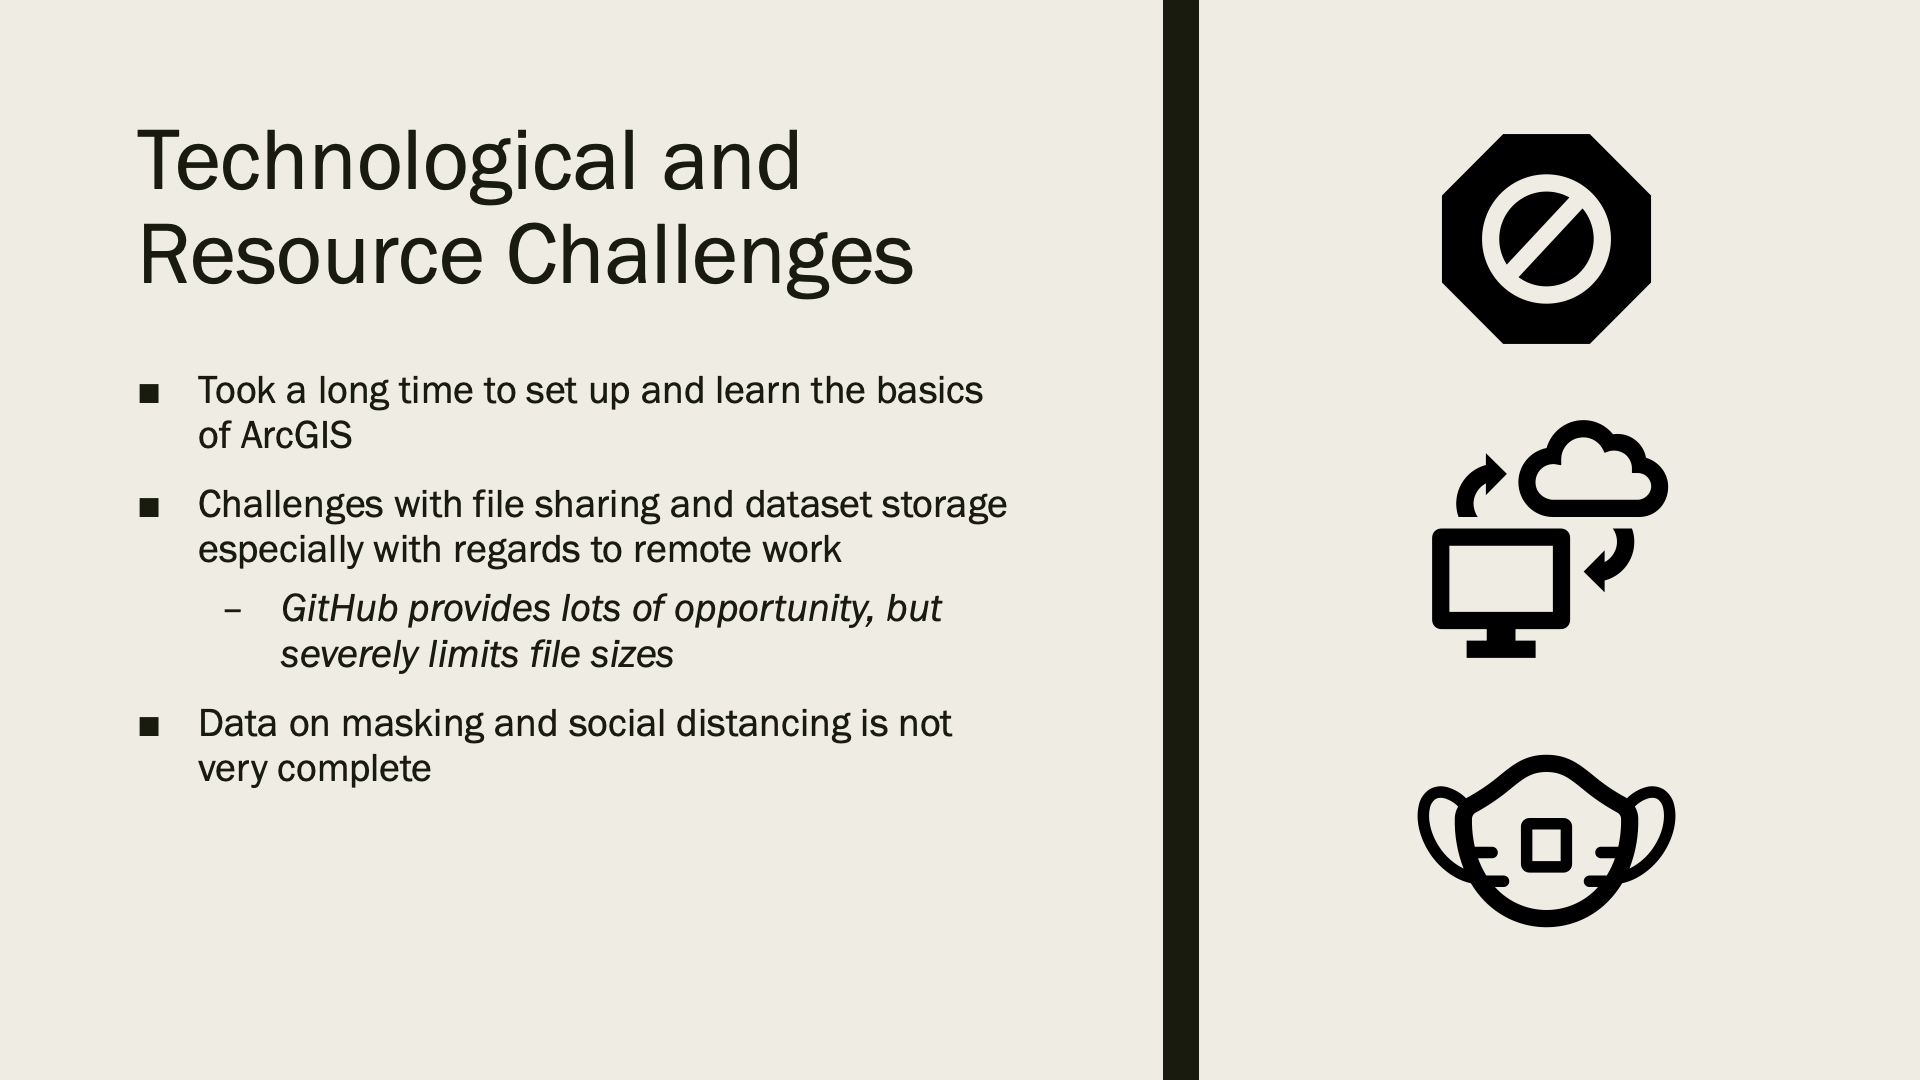 Technological and
Resource Challenges
■ Took a long time to set up and learn the basics
of ArcGIS
■ Challenges with file sharing and dataset storage
especially with regards to remote work
– GitHub provides lots of opportunity, but
severely limits file sizes
■ Data on masking and social distancing is not
very complete